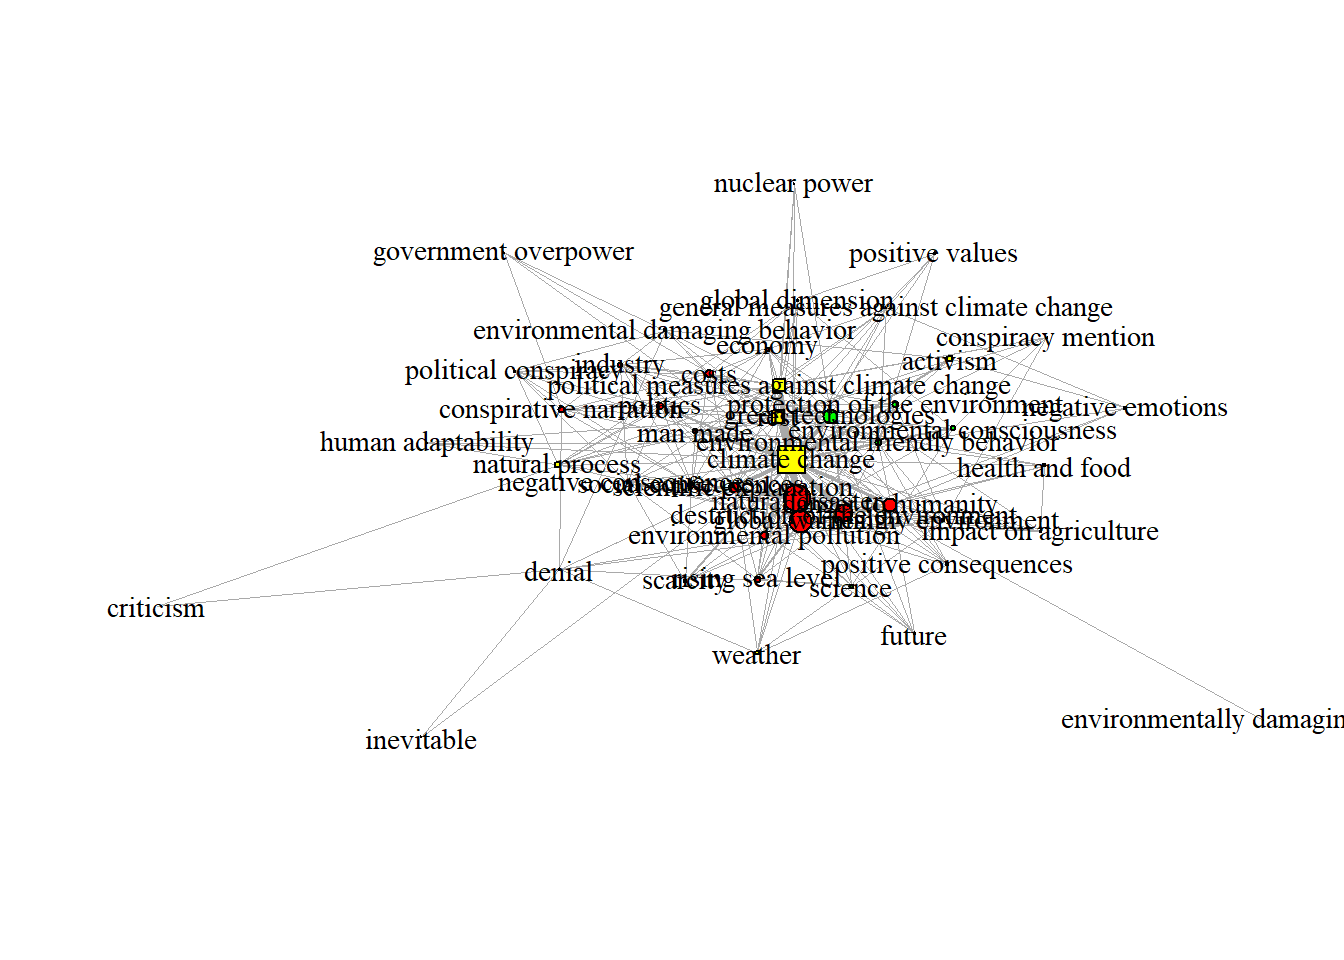 nuclear power
government overpower
positive values
global dimension
general measures against climate change
environmental damaging behavior
conspiracy mention
economy
activism
industry
political conspiracy
costs
political measures against climate change
politics
protection of the environment
conspirative narration
negative emotions
technologies
environmental consciousness
man made
human adaptability
environmental friendly behavior
climate change
natural process
health and food
negative consequences
scientific explanation
natural disaster
to humanity
destruction of the environment
global warming
environment
impact on agriculture
environmental pollution
positive consequences
denial
scarcity
rising sea level
science
criticism
future
weather
environmentally damagin
inevitable